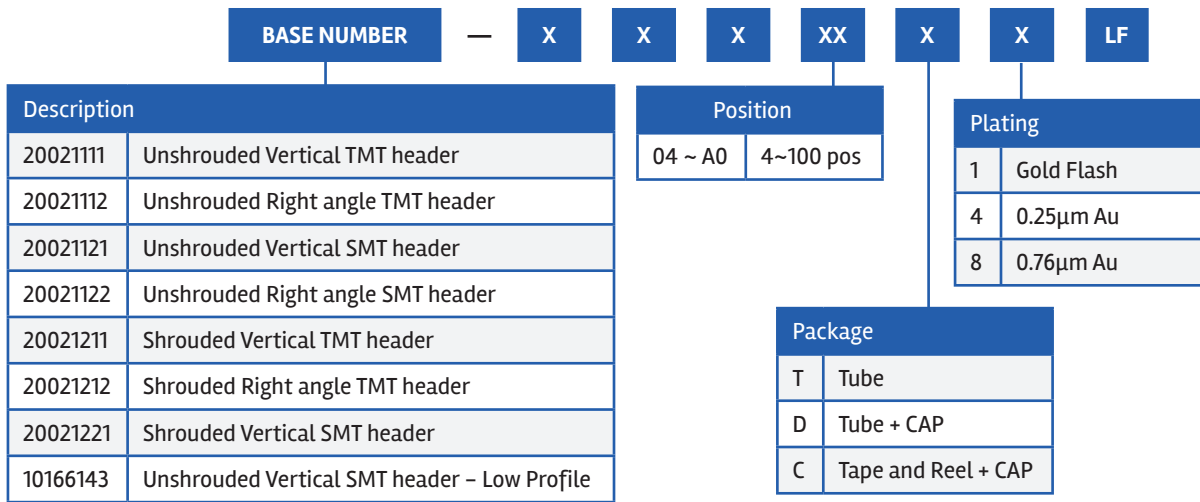 BASE NUMBER — X X X XX X X LF
Description
20021111 Unshrouded Vertical TMT header
20021112 Unshrouded Right angle TMT header
20021121 Unshrouded Vertical SMT header
20021122 Unshrouded Right angle SMT header
20021211 Shrouded Vertical TMT header
20021212 Shrouded Right angle TMT header
20021221 Shrouded Vertical SMT header
10166143 Unshrouded Vertical SMT header – Low Profile
Position
04 ~ A0 4~100 pos
Package
T Tube
D Tube + CAP
C Tape and Reel + CAP
Plating
1 Gold Flash
4 0.25µm Au
8 0.76µm Au